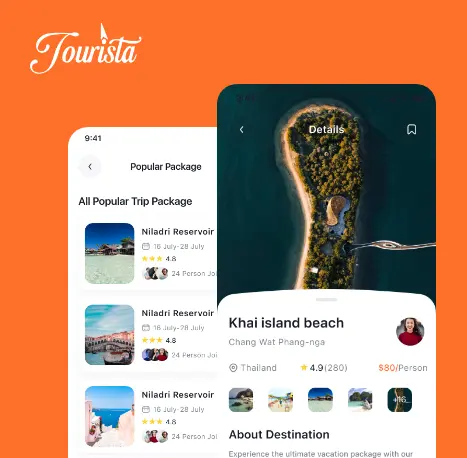 Tourista
9:41
Popular Package
All Popular Trip Package
Niladri Reservoir
16 July-28 July
4.8
24 Person Joi
Niladri Reservoir
16 July-28 July
4.8
24 Person Joi
Niladri Reservoir
16 July-28 July
4.8
24 Person Joi
Details
Khai island beach
Chang Wat Phang-nga
Thailand
4.9(280)
$80/Person
+16...
About Destination
Experience the ultimate vacation package with our